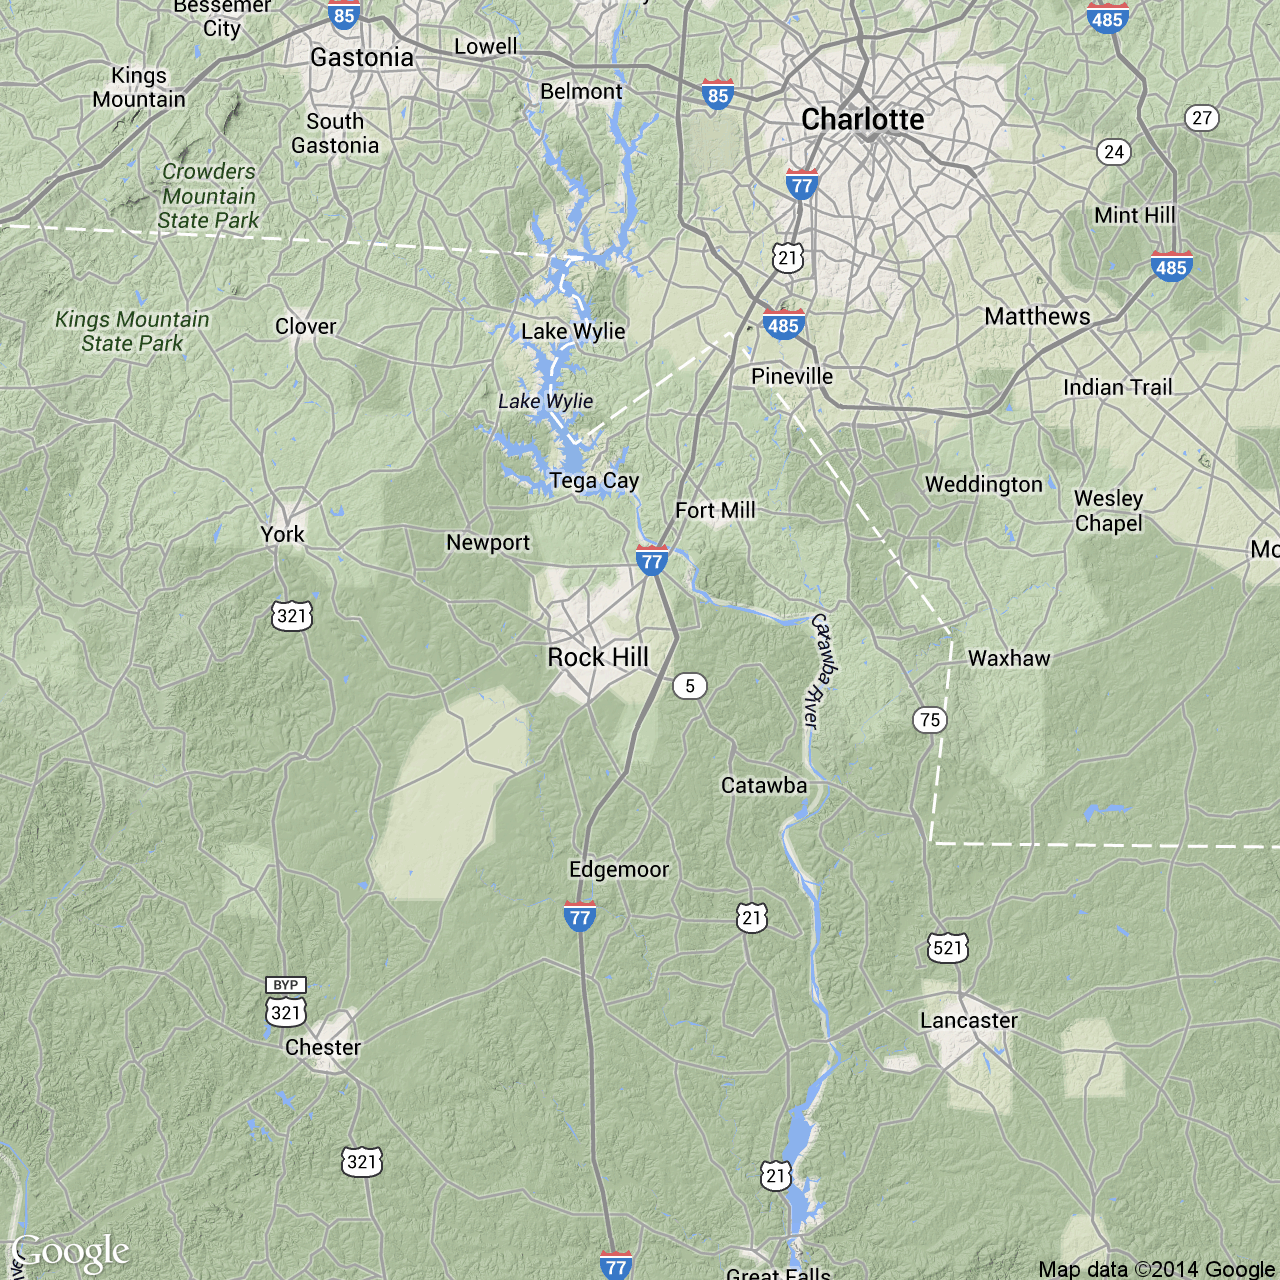 Bessemer
City
85
485
Gastonia
Lowell
Kings
Mountain
Belmont
85
Charlotte
27
South
Gastonia
24
Crowders
Mountain
State Park
77
Mint Hill
21
485
Kings Mountain
State Park
Clover
Lake Wylie
485
Matthews
Pineville
Indian Trail
Lake Wylie
Tega Cay
Weddington
Wesley
Chapel
Fort Mill
York
Newport
Mo
77
321
Catawba River
Rock Hill
Waxhaw
5
75
Catawba
Edgemoor
77
21
521
BYP
321
Lancaster
Chester
321
21
Google
77
Great Falls
Map data ©2014 Google